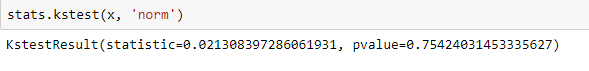 stats.kstest(x, 'norm')
KstestResult(statistic=0.021308397286061931, pvalue=0.75424031453335627)